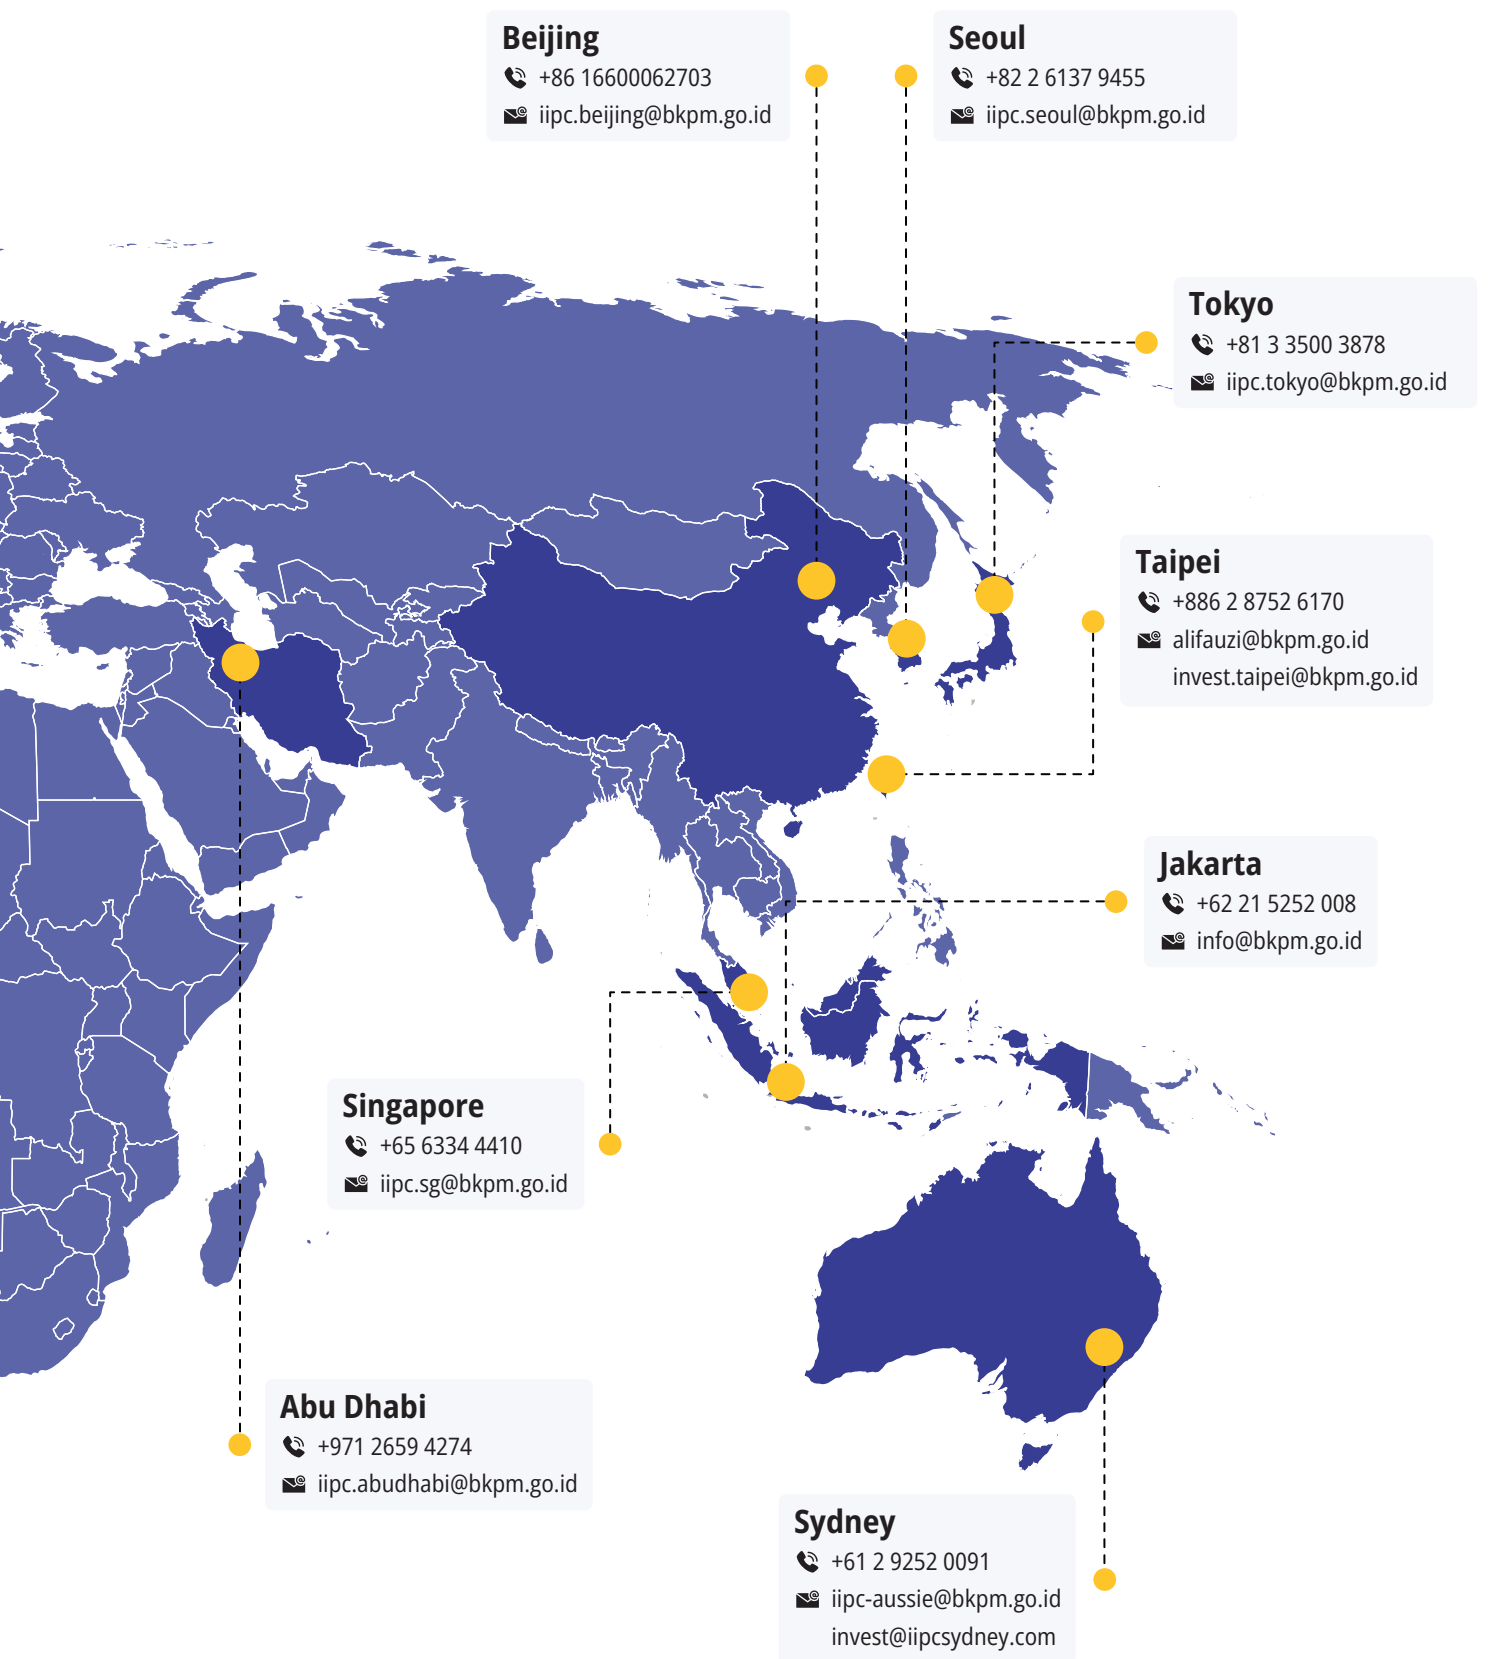 Beijing
+86 16600062703
iipc.beijing@bkpm.go.id
Seoul
+82 2 6137 9455
iipc.seoul@bkpm.go.id
Tokyo
+81 3 3500 3878
iipc.tokyo@bkpm.go.id
Taipei
+886 2 8752 6170
alifauzi@bkpm.go.id
invest.taipei@bkpm.go.id
Jakarta
+62 21 5252 008
info@bkpm.go.id
Singapore
+65 6334 4410
iipc.sg@bkpm.go.id
Abu Dhabi
+971 2659 4274
iipc.abudhabi@bkpm.go.id
Sydney
+61 2 9252 0091
iipc-aussie@bkpm.go.id
invest@iipcsydney.com